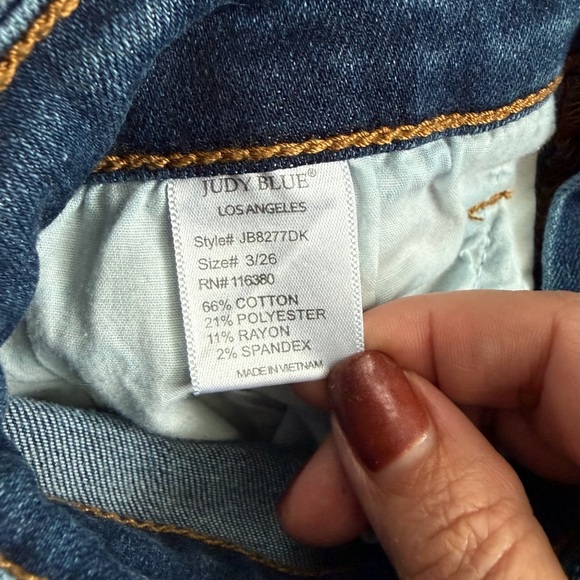 JUDY BLUE®
LOS ANGELES
Style# JB8277DK
Size# 3/26
RN# 116380
66% COTTON
21% POLYESTER
11% RAYON
2% SPANDEX
MADE IN VIETNAM